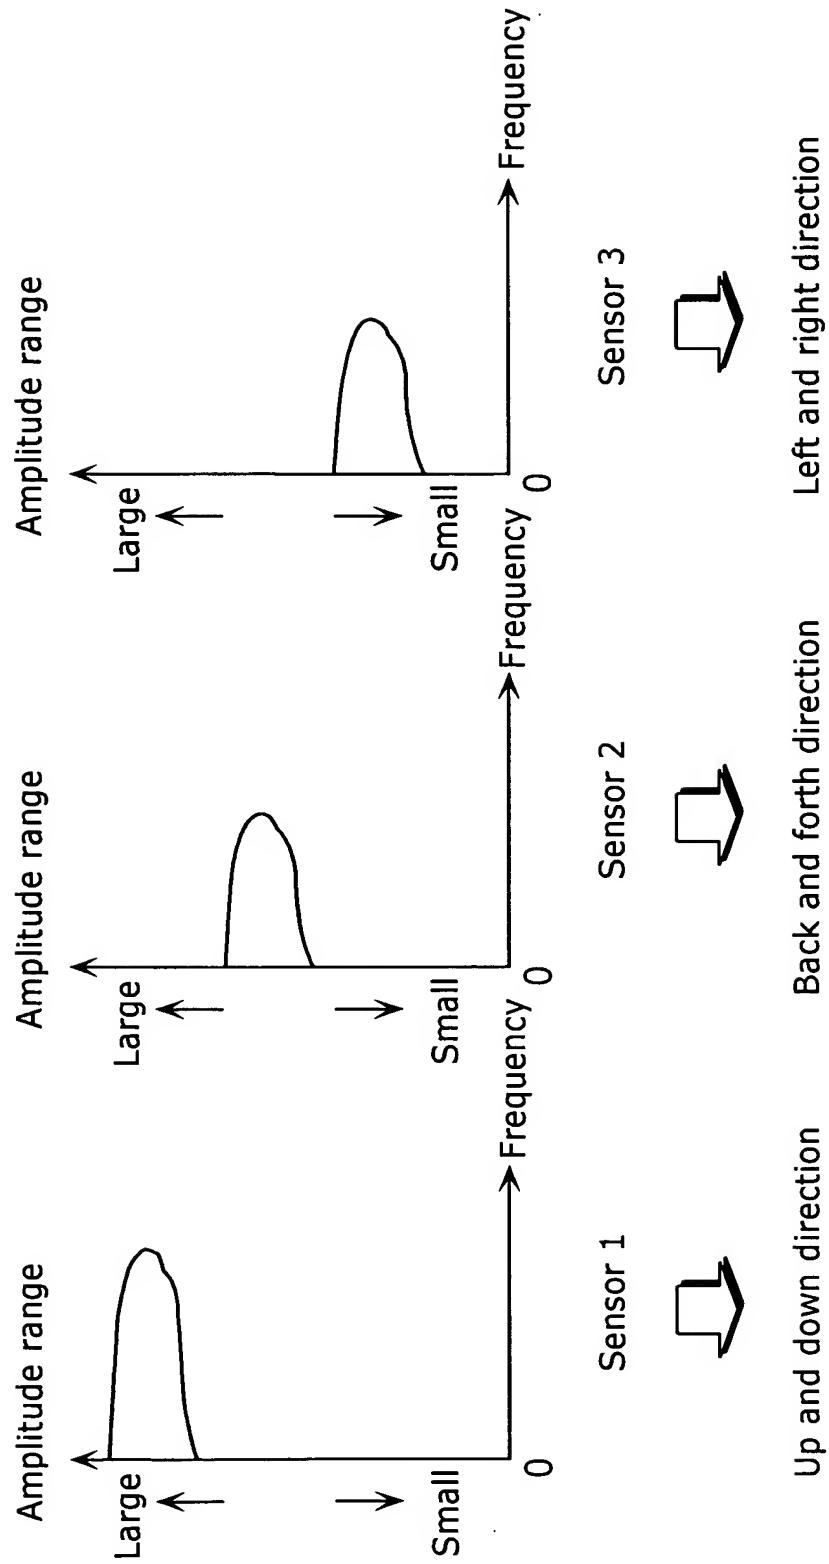 Amplitude range
Large
Small
0
Frequency
Sensor 1
Up and down direction
Amplitude range
Large
Small
0
Frequency
Sensor 2
Back and forth direction
Amplitude range
Large
Small
0
Frequency
Sensor 3
Left and right direction